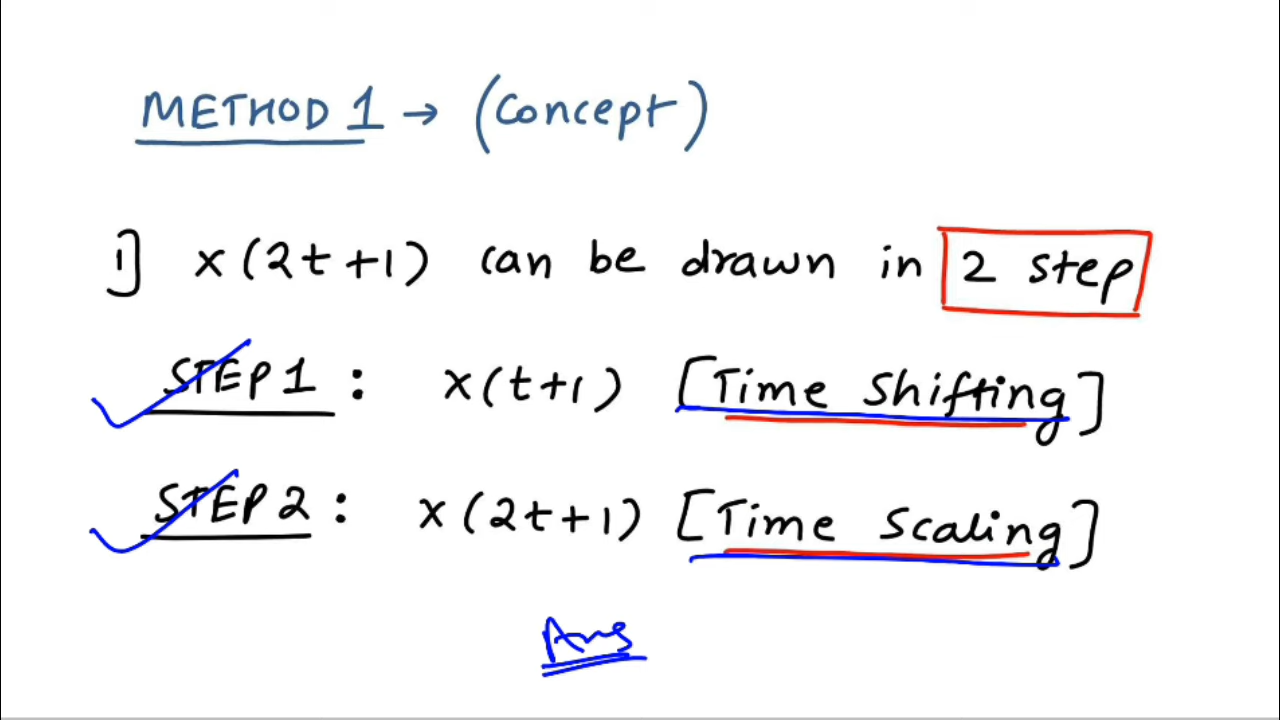 METHOD 1 → (Concept)
i] x(2t+1) can be drawn in 2 step
STEP 1 : x(t+1) [Time Shifting]
STEP 2 : x(2t+1) [Time Scaling]
Ans